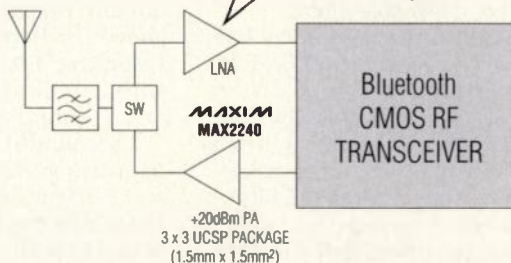 LNA
SW
MAXIM
MAX2240
+20dBm PA
3 x 3 UCSP PACKAGE
(1.5mm x 1.5mm²)
Bluetooth
CMOS RF
TRANSCEIVER